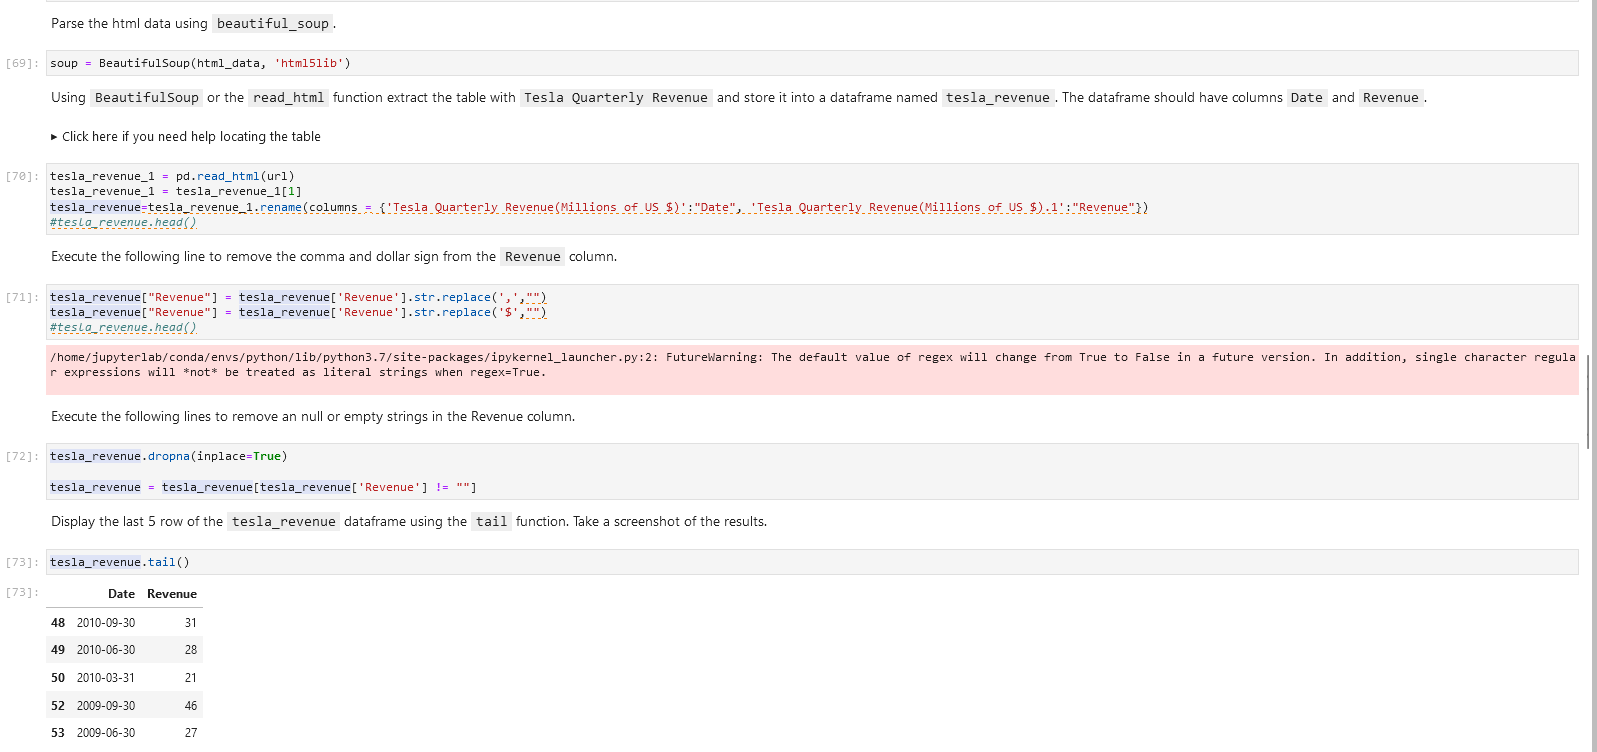 Parse the html data using beautiful_soup.
[69]: soup = BeautifulSoup(html_data, 'html5lib')
Using BeautifulSoup or the read_html function extract the table with Tesla Quarterly Revenue and store it into a dataframe named tesla_revenue. The dataframe should have columns Date and Revenue.
▸ Click here if you need help locating the table
[70]: tesla_revenue_1 = pd.read_html(url)
tesla_revenue_1 = tesla_revenue_1[1]
tesla_revenue=tesla_revenue_1.rename(columns = {'Tesla Quarterly Revenue(Millions of US $)':"Date", 'Tesla Quarterly Revenue(Millions of US $).1':"Revenue"})
#tesla_revenue.head()
Execute the following line to remove the comma and dollar sign from the Revenue column.
[71]: tesla_revenue["Revenue"] = tesla_revenue['Revenue'].str.replace(',',"")
tesla_revenue["Revenue"] = tesla_revenue['Revenue'].str.replace('$',"")
#tesla_revenue.head()
/home/jupyterlab/conda/envs/python/lib/python3.7/site-packages/ipykernel_launcher.py:2: FutureWarning: The default value of regex will change from True to False in a future version. In addition, single character regula
r expressions will *not* be treated as literal strings when regex=True.
Execute the following lines to remove an null or empty strings in the Revenue column.
[72]: tesla_revenue.dropna(inplace=True)
tesla_revenue = tesla_revenue[tesla_revenue['Revenue'] != ""]
Display the last 5 row of the tesla_revenue dataframe using the tail function. Take a screenshot of the results.
[73]: tesla_revenue.tail()
[73]: Date Revenue
48 2010-09-30 31
49 2010-06-30 28
50 2010-03-31 21
52 2009-09-30 46
53 2009-06-30 27